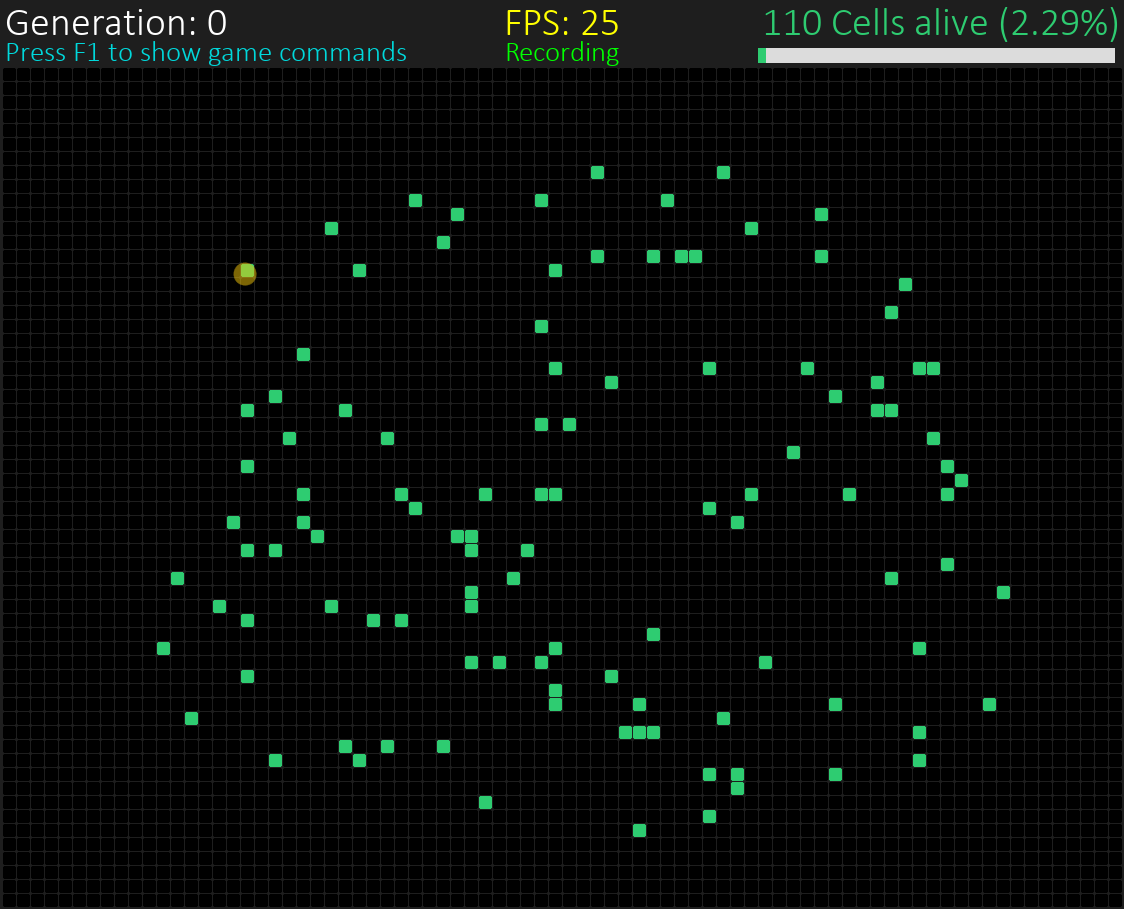 Generation: 0
FPS: 25
110 Cells alive (2.29%)
Press F1 to show game commands
Recording